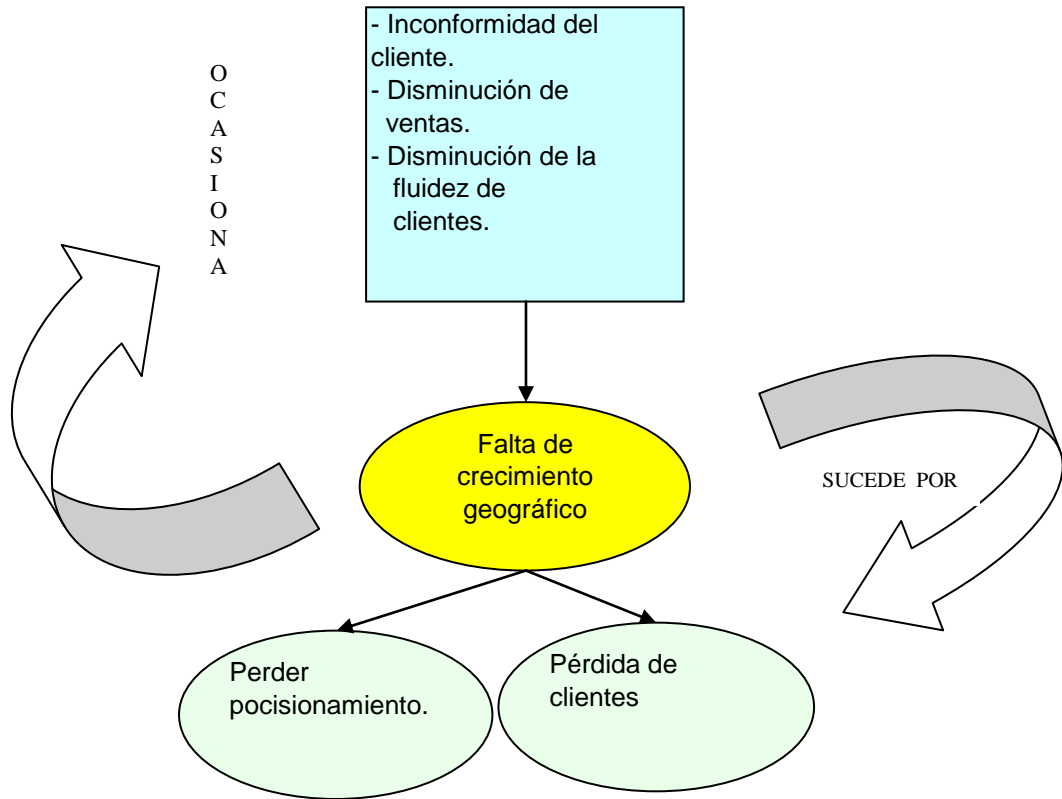 - Inconformidad del
cliente.
- Disminución de
ventas.
- Disminución de la
fluidez de
clientes.
O
C
A
S
I
O
N
A
Falta de
crecimiento
geográfico
SUCEDE POR
Perder
pocisionamiento.
Pérdida de
clientes